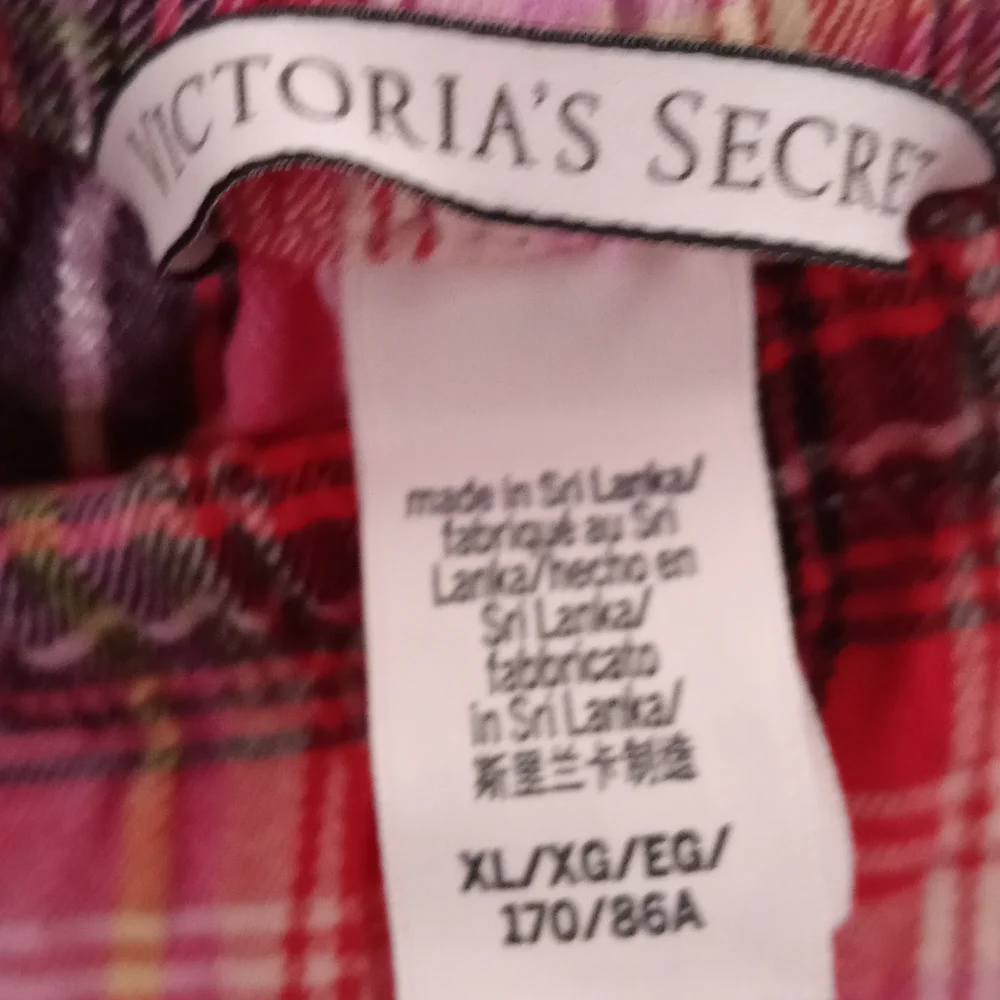 VICTORIA'S SECRET
made in Sri Lanka/
fabriqué au Sri
Lanka/hecho en
Sri Lanka/
fabbricato
in Sri Lanka/
斯里兰卡制造
XL/XG/EG/
170/86A